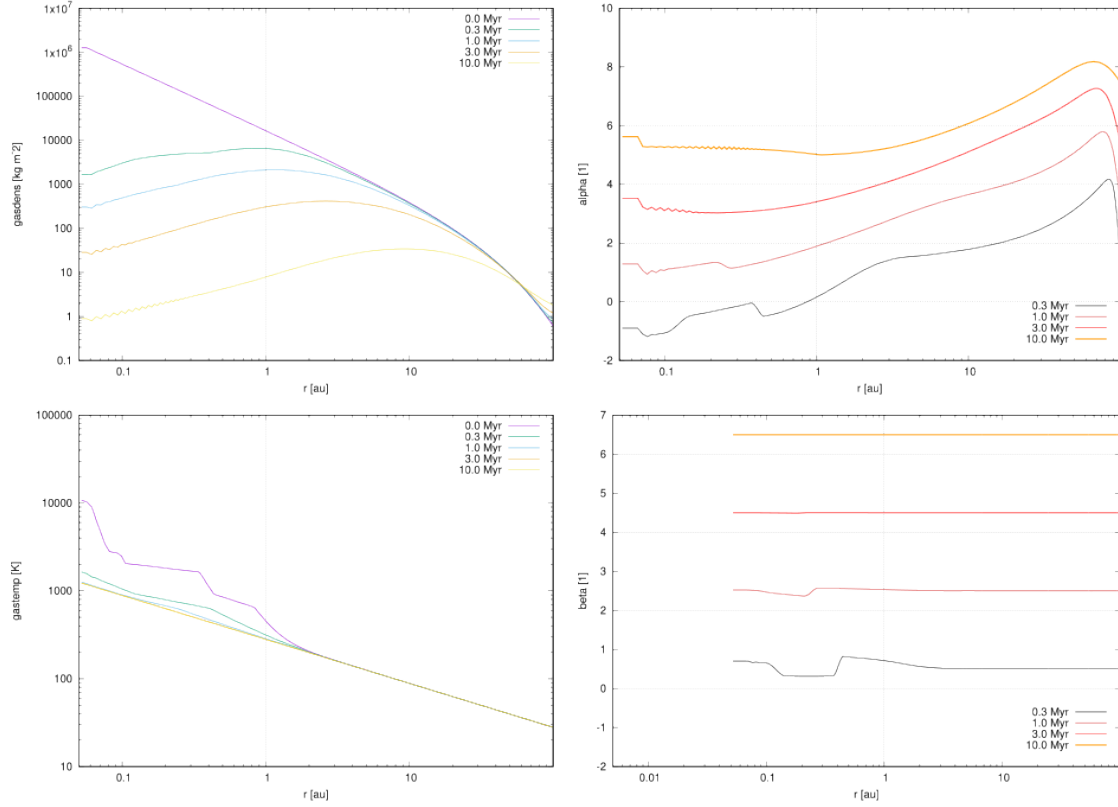 1x10^7
1x10^6
100000
10000
1000
100
10
1
0.1
0.1
1
10
gasdens [kg m^2]
r [au]
0.0 Myr
0.3 Myr
1.0 Myr
3.0 Myr
10.0 Myr
10
8
6
4
2
0
-2
0.1
1
10
alpha [1]
r [au]
0.3 Myr
1.0 Myr
3.0 Myr
10.0 Myr
100000
10000
1000
100
10
0.1
1
10
gastemp [K]
r [au]
0.0 Myr
0.3 Myr
1.0 Myr
3.0 Myr
10.0 Myr
7
6
5
4
3
2
1
0
-1
-2
0.01
0.1
1
10
beta [1]
r [au]
0.3 Myr
1.0 Myr
3.0 Myr
10.0 Myr